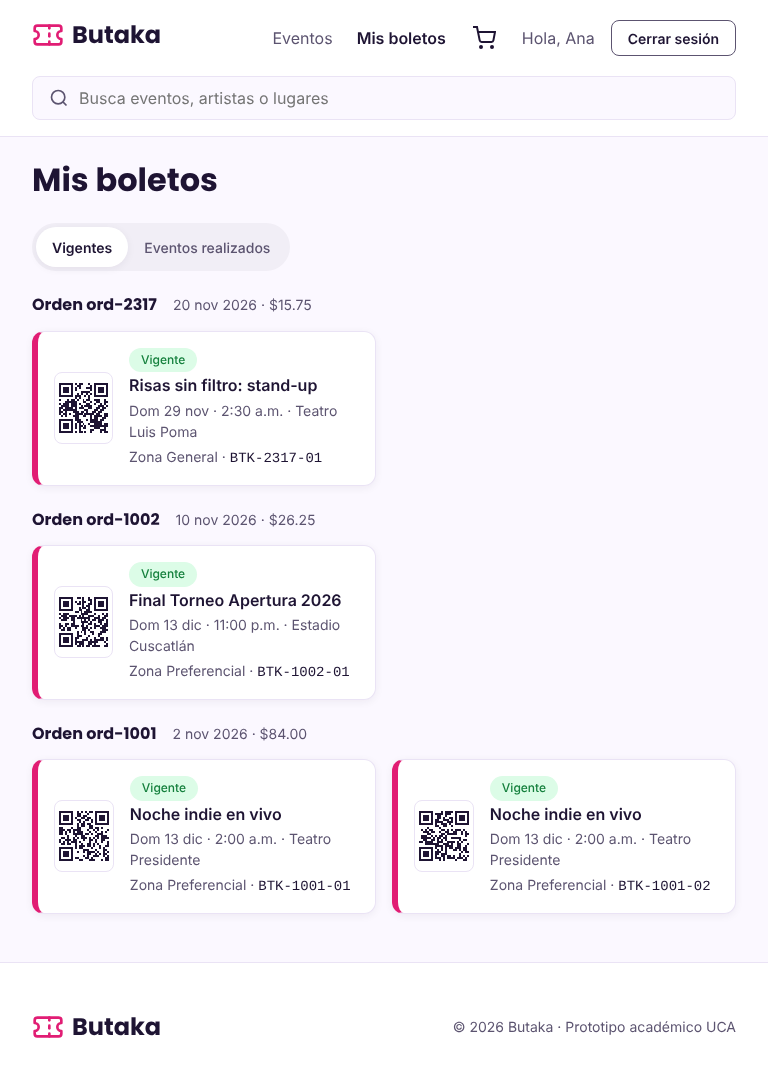 Butaka
Eventos Mis boletos Hola, Ana Cerrar sesión
Busca eventos, artistas o lugares
Mis boletos
Vigentes Eventos realizados
Orden ord-2317 20 nov 2026 · $15.75
Vigente
Risas sin filtro: stand-up
Dom 29 nov · 2:30 a.m. · Teatro
Luis Poma
Zona General · BTK-2317-01
Orden ord-1002 10 nov 2026 · $26.25
Vigente
Final Torneo Apertura 2026
Dom 13 dic · 11:00 p.m. · Estadio
Cuscatlán
Zona Preferencial · BTK-1002-01
Orden ord-1001 2 nov 2026 · $84.00
Vigente
Noche indie en vivo
Dom 13 dic · 2:00 a.m. · Teatro
Presidente
Zona Preferencial · BTK-1001-01
Vigente
Noche indie en vivo
Dom 13 dic · 2:00 a.m. · Teatro
Presidente
Zona Preferencial · BTK-1001-02
Butaka
© 2026 Butaka · Prototipo académico UCA